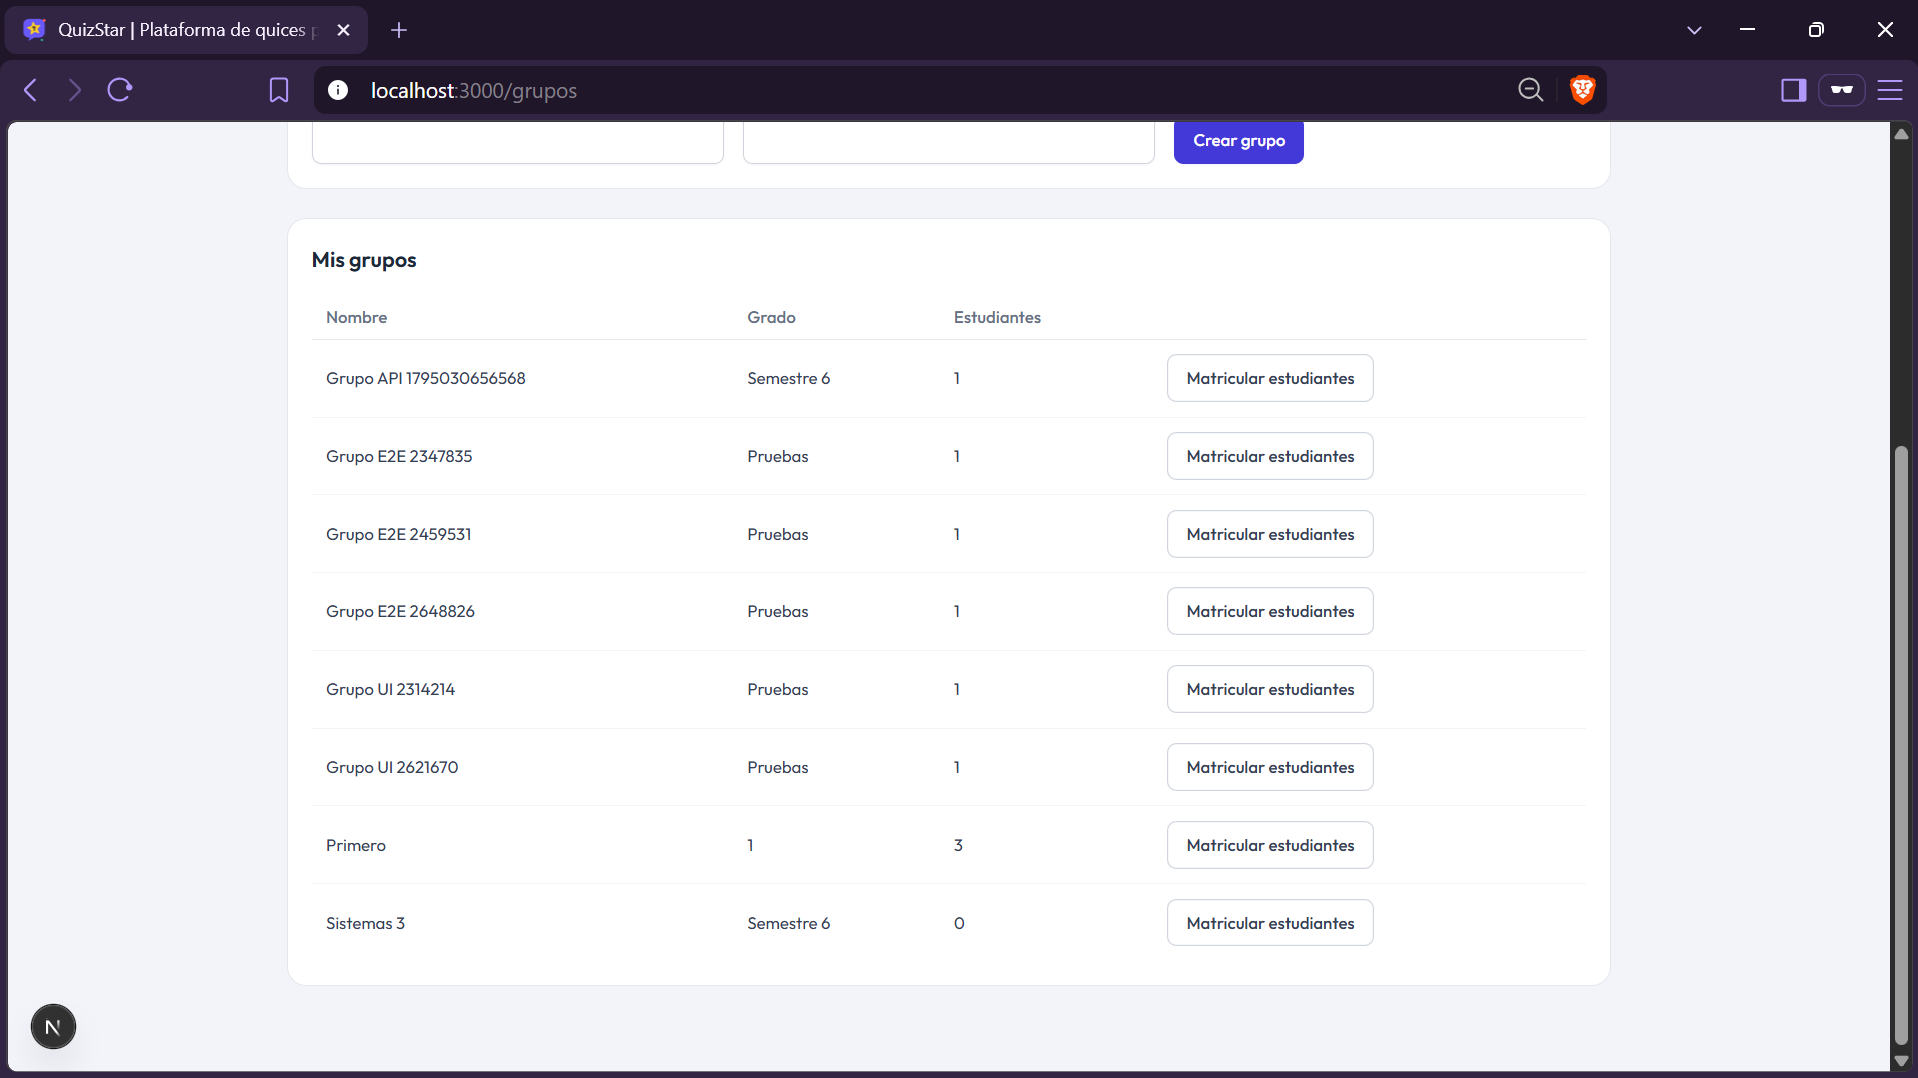 QuizStar | Plataforma de quices
localhost:3000/grupos
Crear grupo
Mis grupos
Nombre Grado Estudiantes
Grupo API 1795030656568 Semestre 6 1 Matricular estudiantes
Grupo E2E 2347835 Pruebas 1 Matricular estudiantes
Grupo E2E 2459531 Pruebas 1 Matricular estudiantes
Grupo E2E 2648826 Pruebas 1 Matricular estudiantes
Grupo UI 2314214 Pruebas 1 Matricular estudiantes
Grupo UI 2621670 Pruebas 1 Matricular estudiantes
Primero 1 3 Matricular estudiantes
Sistemas 3 Semestre 6 0 Matricular estudiantes
N